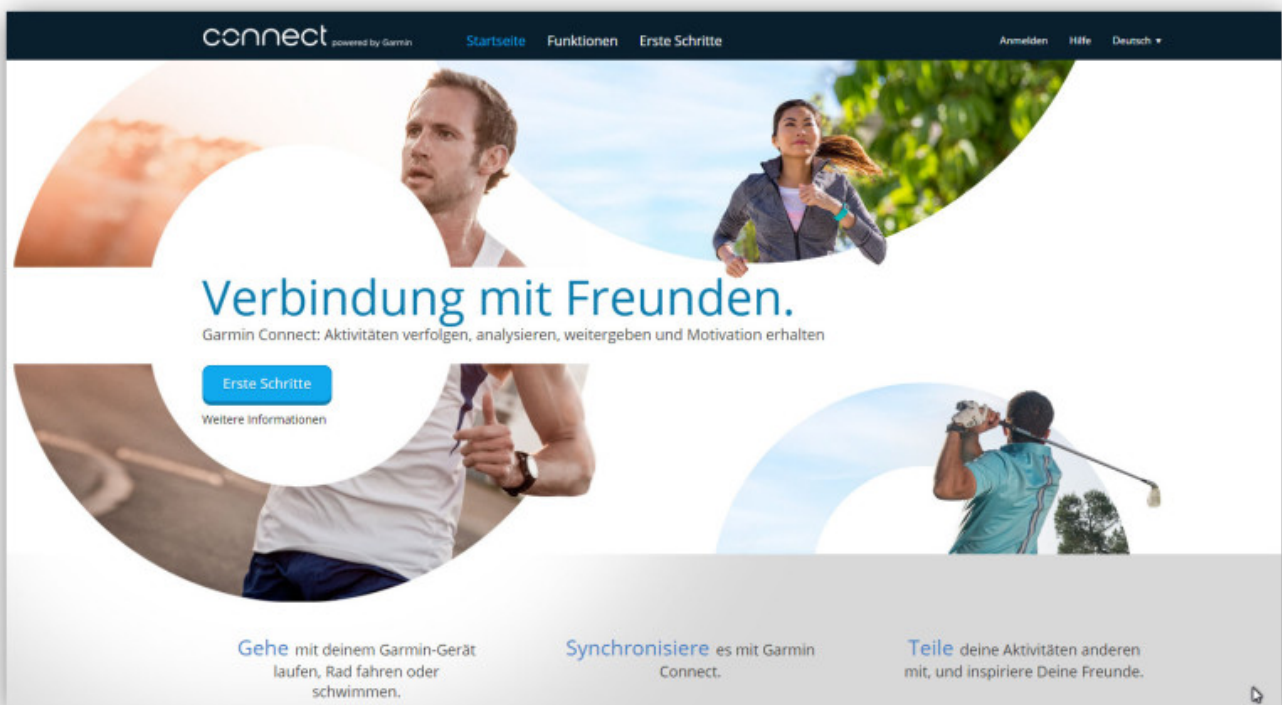 connect powered by Garmin Startseite Funktionen Erste Schritte Anmelden Hilfe Deutsch
Verbindung mit Freunden.
Garmin Connect: Aktivitäten verfolgen, analysieren, weitergeben und Motivation erhalten
Erste Schritte
Weitere Informationen
Gehe mit deinem Garmin-Gerät
laufen, Rad fahren oder
schwimmen.
Synchronisiere es mit Garmin
Connect.
Teile deine Aktivitäten anderen
mit, und inspiriere Deine Freunde.